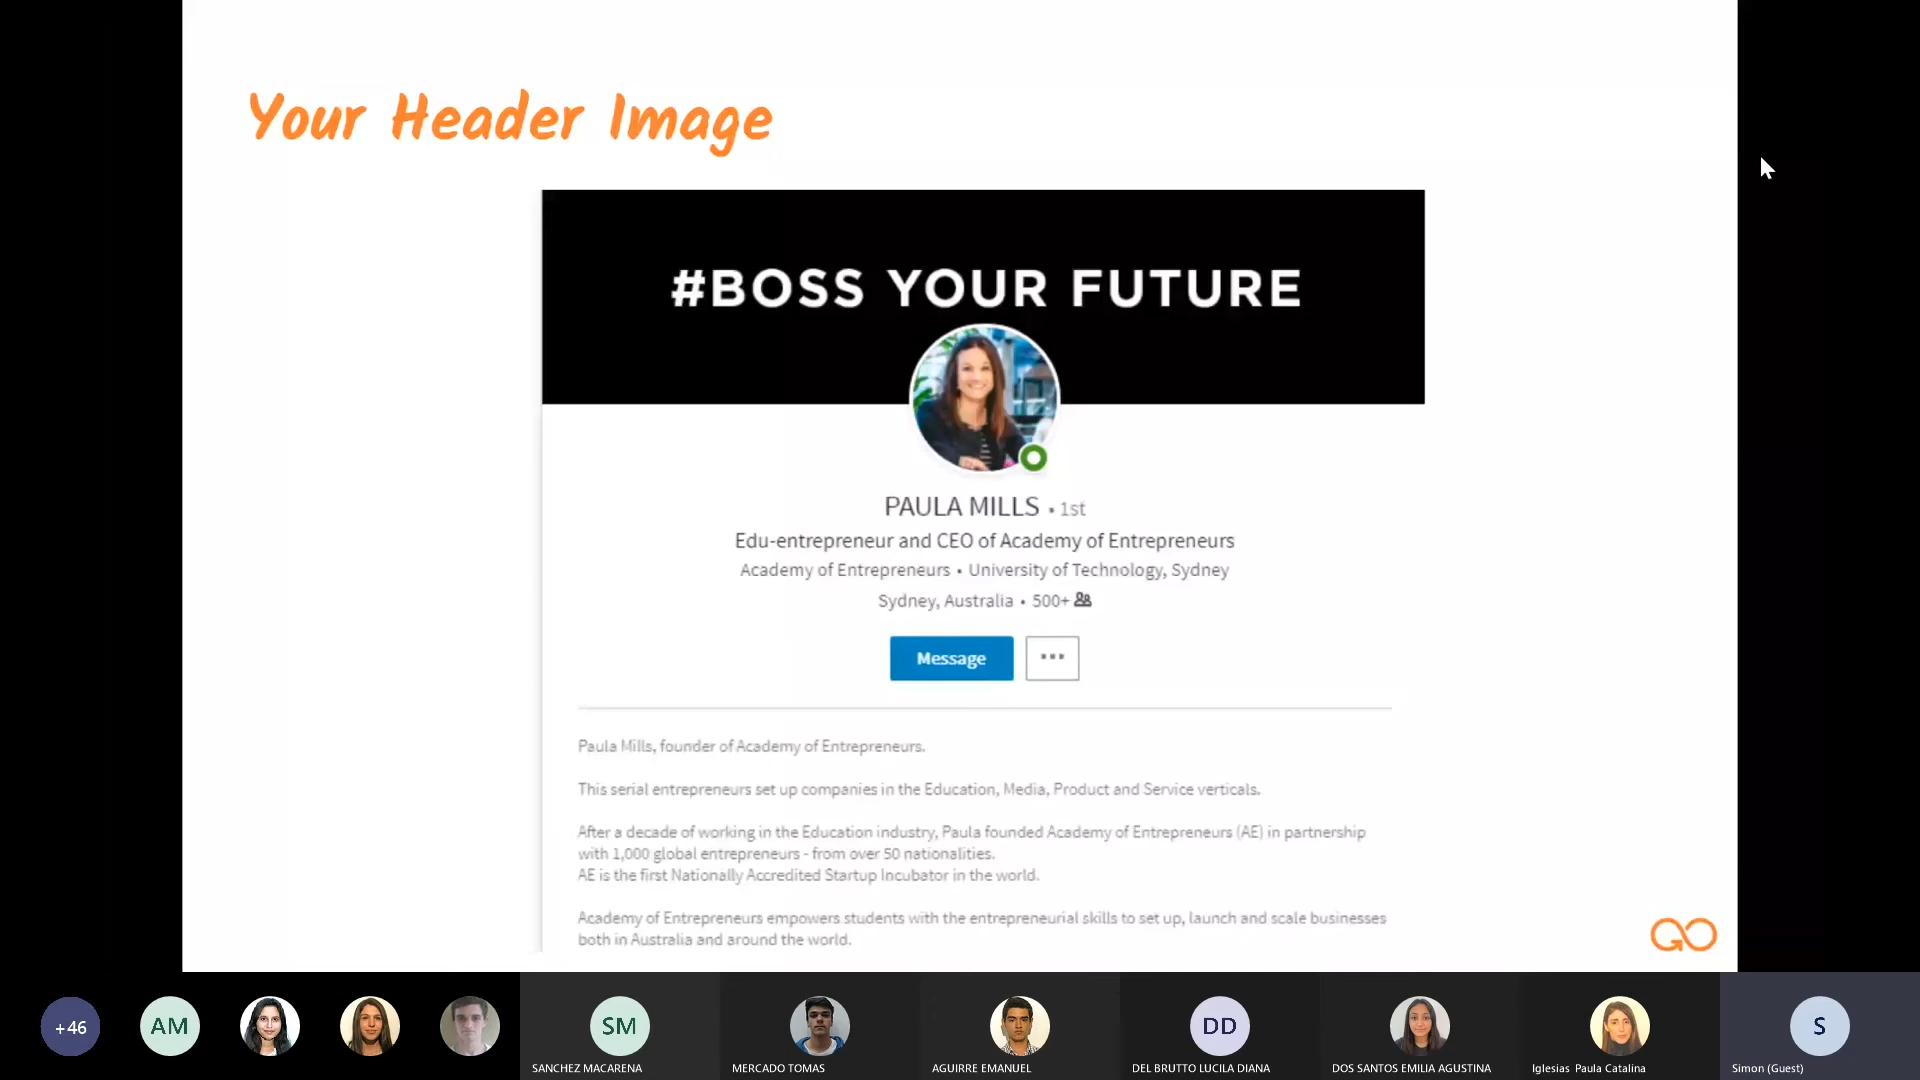 Your Header Image
#BOSS YOUR FUTURE
PAULA MILLS • 1st
Edu-entrepreneur and CEO of Academy of Entrepreneurs
Academy of Entrepreneurs • University of Technology, Sydney
Sydney, Australia • 500+
Message
Paula Mills, founder of Academy of Entrepreneurs.
This serial entrepreneurs set up companies in the Education, Media, Product and Service verticals.
After a decade of working in the Education industry, Paula founded Academy of Entrepreneurs (AE) in partnership
with 1,000 global entrepreneurs - from over 50 nationalities.
AE is the first Nationally Accredited Startup Incubator in the world.
Academy of Entrepreneurs empowers students with the entrepreneurial skills to set up, launch and scale businesses
both in Australia and around the world.
GO
+46
AM
SM
DD
S
SANCHEZ MACARENA
MERCADO TOMAS
AGUIRRE EMANUEL
DEL BRUTTO LUCILA DIANA
DOS SANTOS EMILIA AGUSTINA
Iglesias Paula Catalina
Simon (Guest)